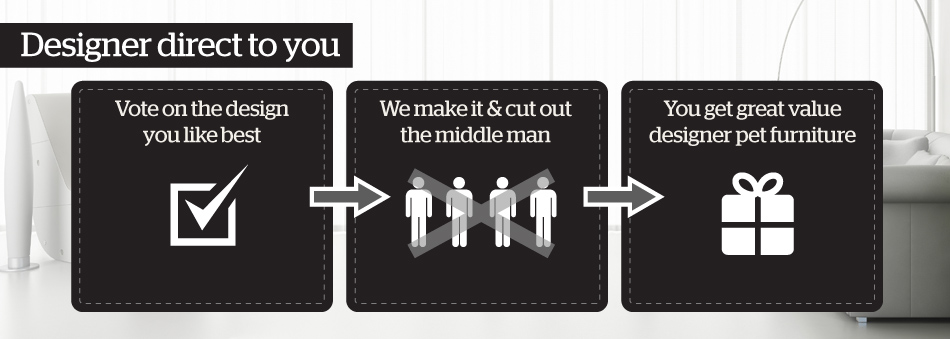 Designer direct to you
Vote on the design
you like best
We make it & cut out
the middle man
You get great value
designer pet furniture